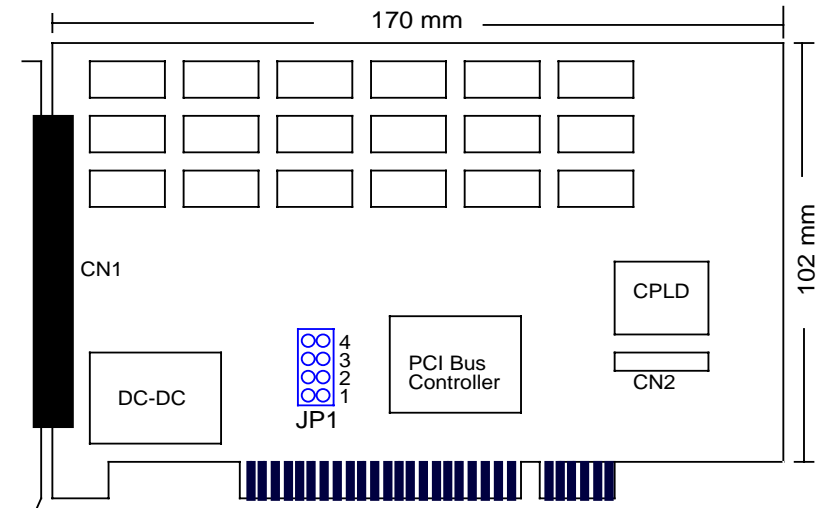 170 mm
102 mm
CN1
CPLD
4
3
2
1
PCI Bus
Controller
CN2
DC-DC
JP1